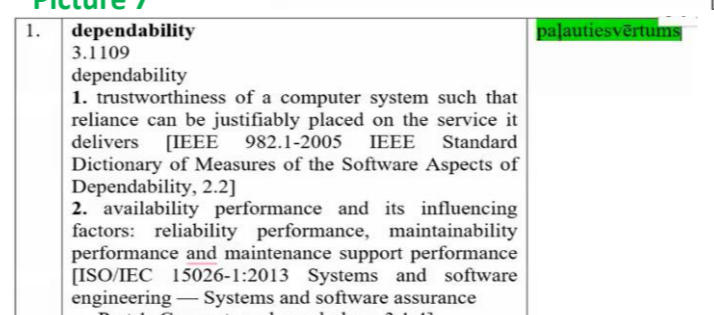 Picture 7
1. dependability paļautiesvērtums
3.1109
dependability
1. trustworthiness of a computer system such that
reliance can be justifiably placed on the service it
delivers [IEEE 982.1-2005 IEEE Standard
Dictionary of Measures of the Software Aspects of
Dependability, 2.2]
2. availability performance and its influencing
factors: reliability performance, maintainability
performance and maintenance support performance
[ISO/IEC 15026-1:2013 Systems and software
engineering — Systems and software assurance